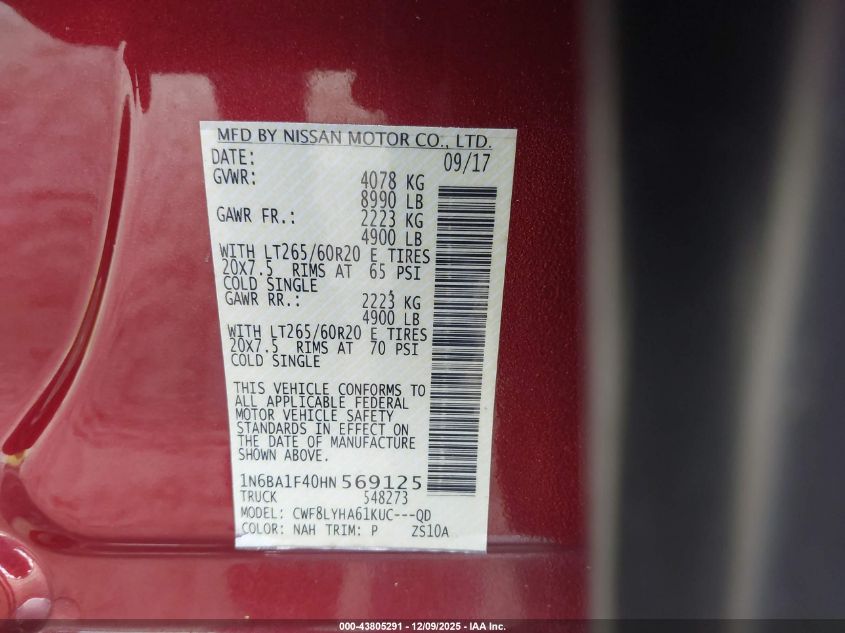 MFD BY NISSAN MOTOR CO., LTD.
DATE: 09/17
GVWR: 4078 KG
8990 LB
GAWR FR.: 2223 KG
4900 LB
WITH LT265/60R20 E TIRES
20X7.5 RIMS AT 65 PSI
COLD SINGLE
GAWR RR.: 2223 KG
4900 LB
WITH LT265/60R20 E TIRES
20X7.5 RIMS AT 70 PSI
COLD SINGLE
THIS VEHICLE CONFORMS TO
ALL APPLICABLE FEDERAL
MOTOR VEHICLE SAFETY
STANDARDS IN EFFECT ON
THE DATE OF MANUFACTURE
SHOWN ABOVE.
1N6BA1F40HN569125
TRUCK 548273
MODEL: CWF8LYHA61KUC---QD
COLOR: NAH TRIM: P ZS10A
000-43805291 - 12/09/2025 - IAA Inc.